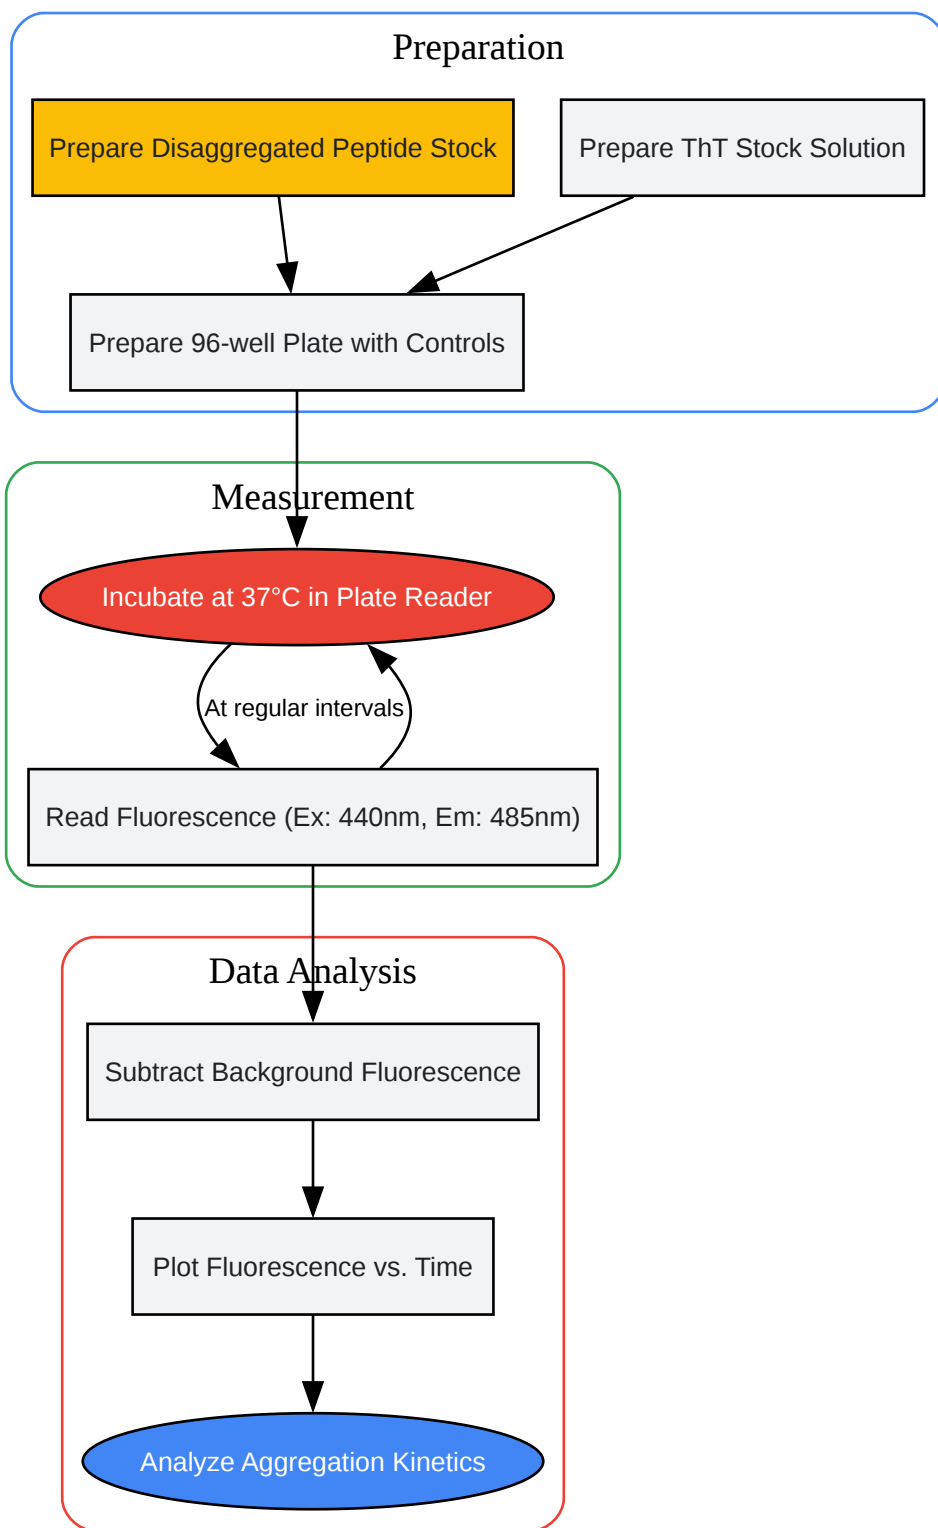 Preparation
Prepare Disaggregated Peptide Stock
Prepare ThT Stock Solution
Prepare 96-well Plate with Controls
Measurement
Incubate at 37°C in Plate Reader
At regular intervals
Read Fluorescence (Ex: 440nm, Em: 485nm)
Data Analysis
Subtract Background Fluorescence
Plot Fluorescence vs. Time
Analyze Aggregation Kinetics